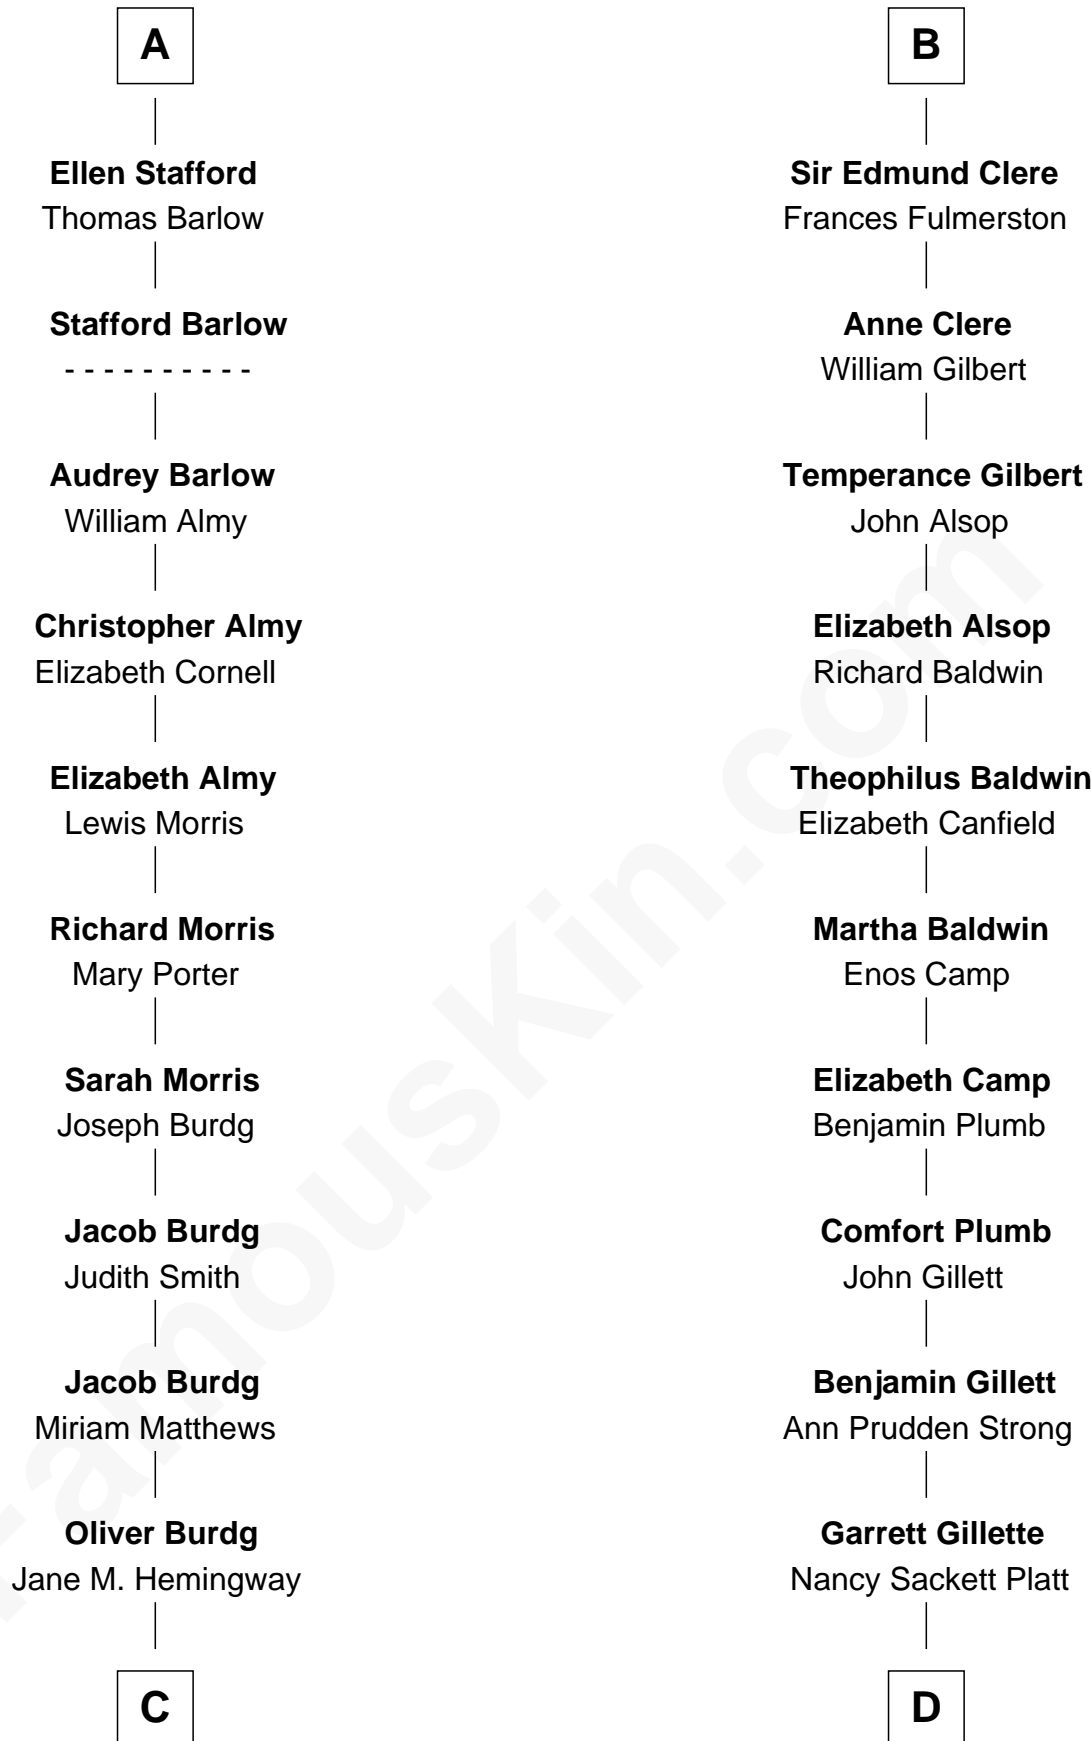 A
Ellen Stafford
Thomas Barlow
Stafford Barlow
- - - - - - - - - -
Audrey Barlow
William Almy
Christopher Almy
Elizabeth Cornell
Elizabeth Almy
Lewis Morris
Richard Morris
Mary Porter
Sarah Morris
Joseph Burdg
Jacob Burdg
Judith Smith
Jacob Burdg
Miriam Matthews
Oliver Burdg
Jane M. Hemingway
C
B
Sir Edmund Clere
Frances Fulmerston
Anne Clere
William Gilbert
Temperance Gilbert
John Alsop
Elizabeth Alsop
Richard Baldwin
Theophilus Baldwin
Elizabeth Canfield
Martha Baldwin
Enos Camp
Elizabeth Camp
Benjamin Plumb
Comfort Plumb
John Gillett
Benjamin Gillett
Ann Prudden Strong
Garrett Gillette
Nancy Sackett Platt
D
FamousKin.com